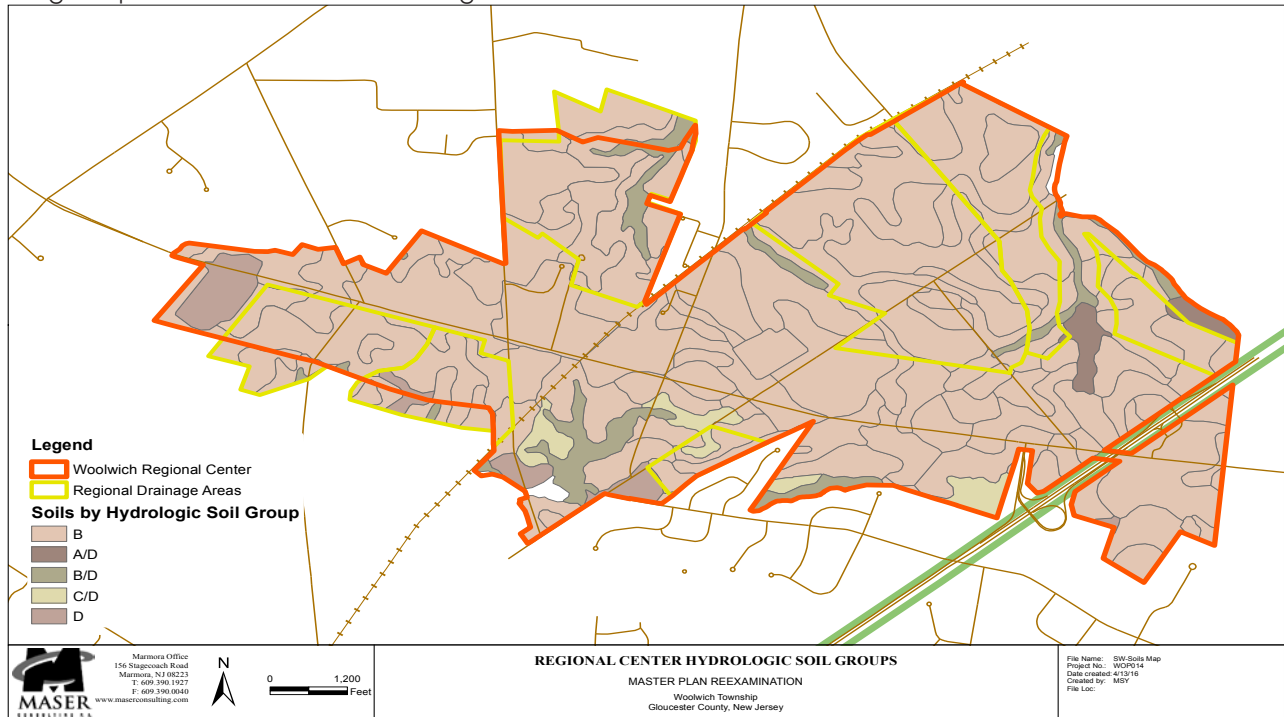 Legend
Woolwich Regional Center
Regional Drainage Areas
Soils by Hydrologic Soil Group
B
A/D
B/D
C/D
D
MASER
CONSULTING P.A.
Marmora Office
156 Stagecoach Road
Marmora, NJ 08223
T: 609.390.1927
F: 609.390.0040
www.maserconsulting.com
N
0 1,200
Feet
REGIONAL CENTER HYDROLOGIC SOIL GROUPS
MASTER PLAN REEXAMINATION
Woolwich Township
Gloucester County, New Jersey
File Name: SW-Soils Map
Project No.: WOP014
Date created: 4/13/16
Created by: MSY
File Loc: